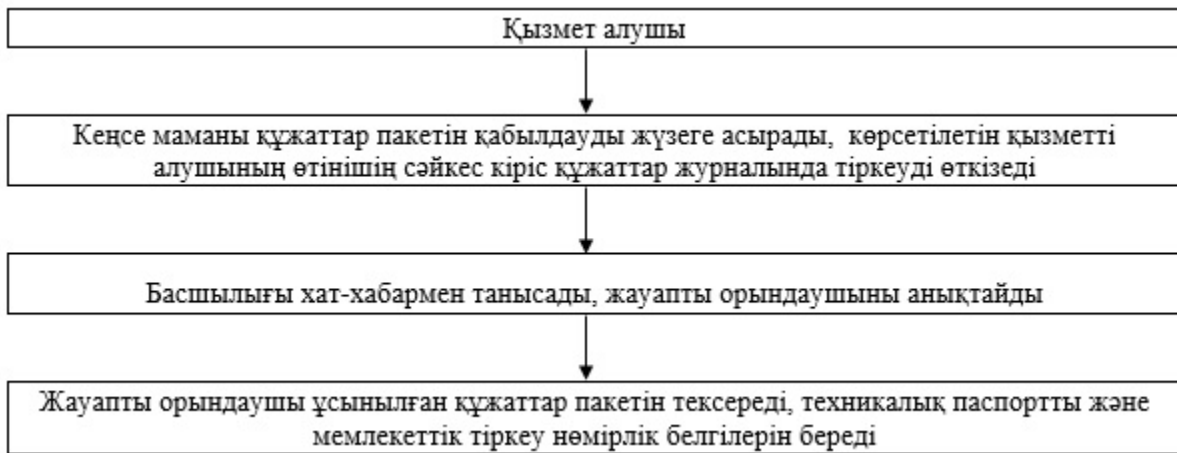 Қызмет алушы
Кеңсе маманы құжаттар пакетін қабылдауды жүзеге асырады, көрсетілетін қызметті
алушының өтінішің сәйкес кіріс құжаттар журналында тіркеуді өткізеді
Басшылығы хат-хабармен танысады, жауапты орындаушыны анықтайды
Жауапты орындаушы ұсынылған құжаттар пакетін тексереді, техникалық паспортты және
мемлекеттік тіркеу нөмірлік белгілерін береді